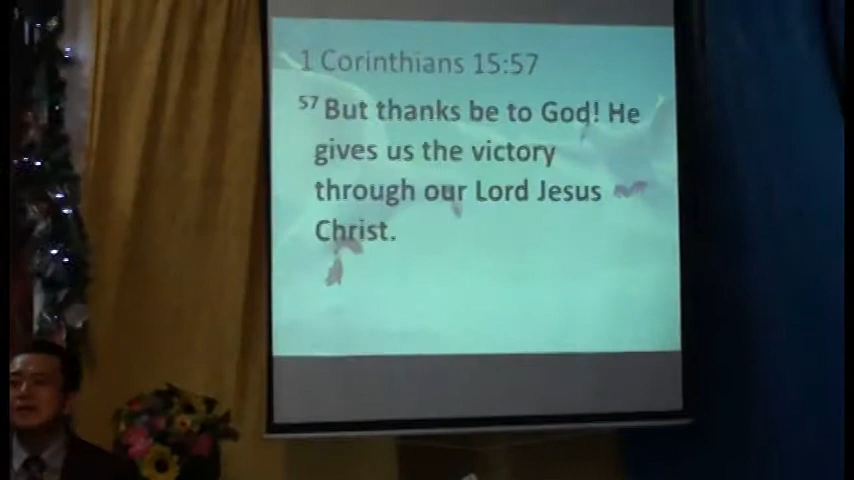 1 Corinthians 15:57
57 But thanks be to God! He
gives us the victory
through our Lord Jesus
Christ.